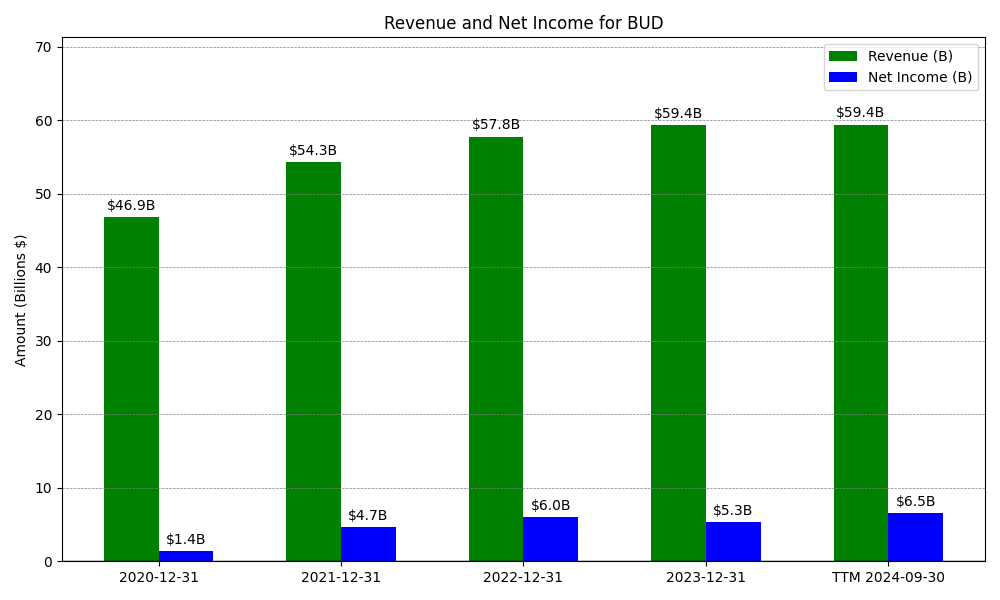 Revenue and Net Income for BUD
Revenue (B)
Net Income (B)
Amount (Billions $)
70
60
50
40
30
20
10
0
$46.9B
$1.4B
$54.3B
$4.7B
$57.8B
$6.0B
$59.4B
$5.3B
$59.4B
$6.5B
2020-12-31
2021-12-31
2022-12-31
2023-12-31
TTM 2024-09-30